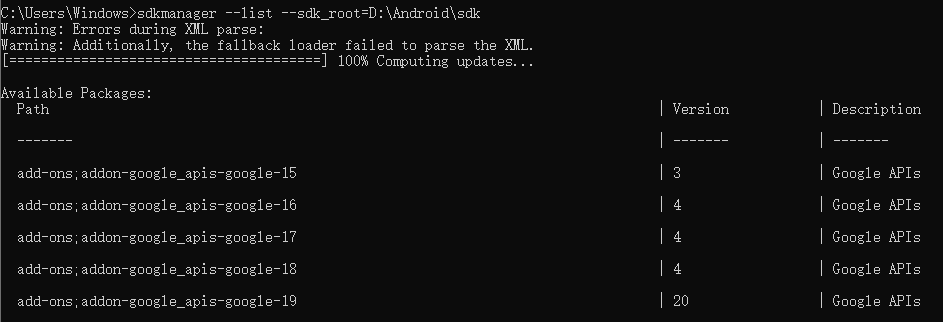 C:\Users\Windows>sdkmanager --list --sdk_root=D:\Android\sdk
Warning: Errors during XML parse:
Warning: Additionally, the fallback loader failed to parse the XML.
[=======================================] 100% Computing updates...
Available Packages:
Path | Version | Description
------- | ------- | -------
add-ons;addon-google_apis-google-15 | 3 | Google APIs
add-ons;addon-google_apis-google-16 | 4 | Google APIs
add-ons;addon-google_apis-google-17 | 4 | Google APIs
add-ons;addon-google_apis-google-18 | 4 | Google APIs
add-ons;addon-google_apis-google-19 | 20 | Google APIs